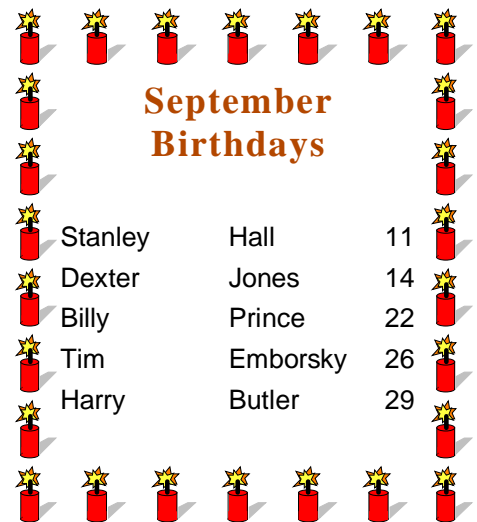 September
Birthdays
Stanley Hall 11
Dexter Jones 14
Billy Prince 22
Tim Emborsky 26
Harry Butler 29